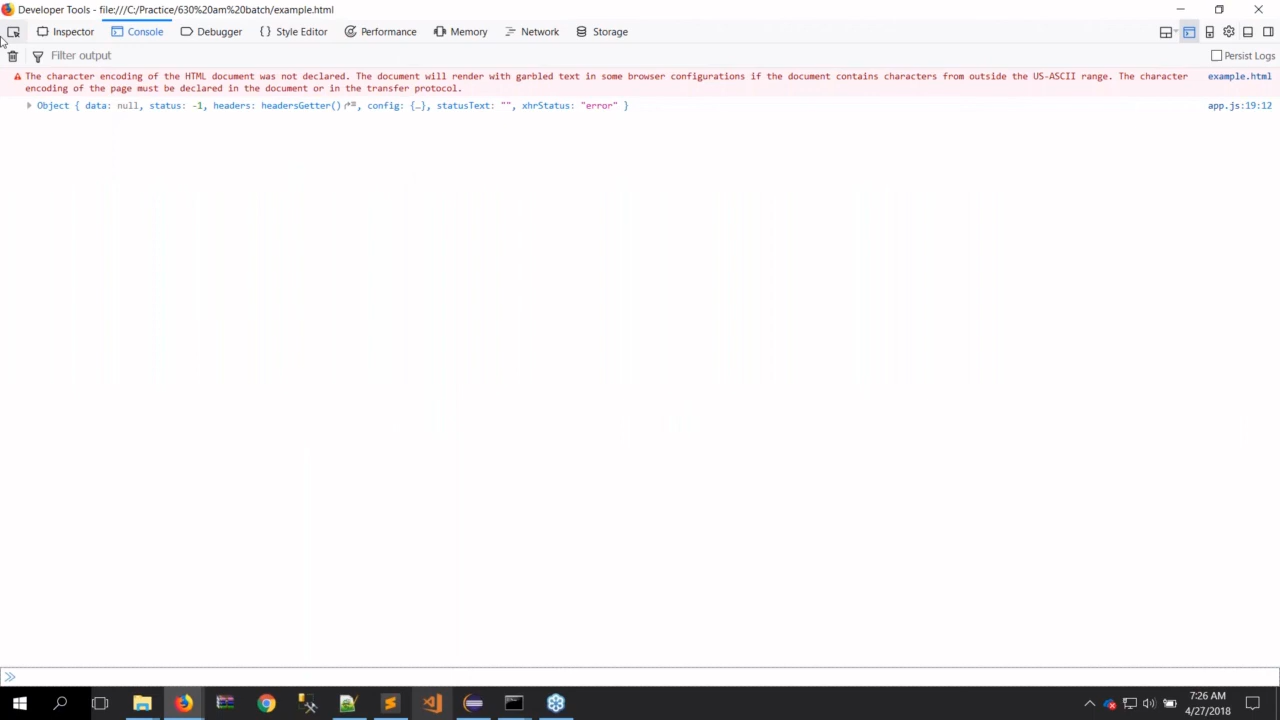 Developer Tools - file:///C:/Practice/630%20am%20batch/example.html
Inspector Console Debugger { } Style Editor Performance Memory Network Storage
Filter output Persist Logs
The character encoding of the HTML document was not declared. The document will render with garbled text in some browser configurations if the document contains characters from outside the US-ASCII range. The character example.html
encoding of the page must be declared in the document or in the transfer protocol.
Object { data: null, status: -1, headers: headersGetter(), config: {…}, statusText: "", xhrStatus: "error" } app.js:19:12
7:26 AM
4/27/2018